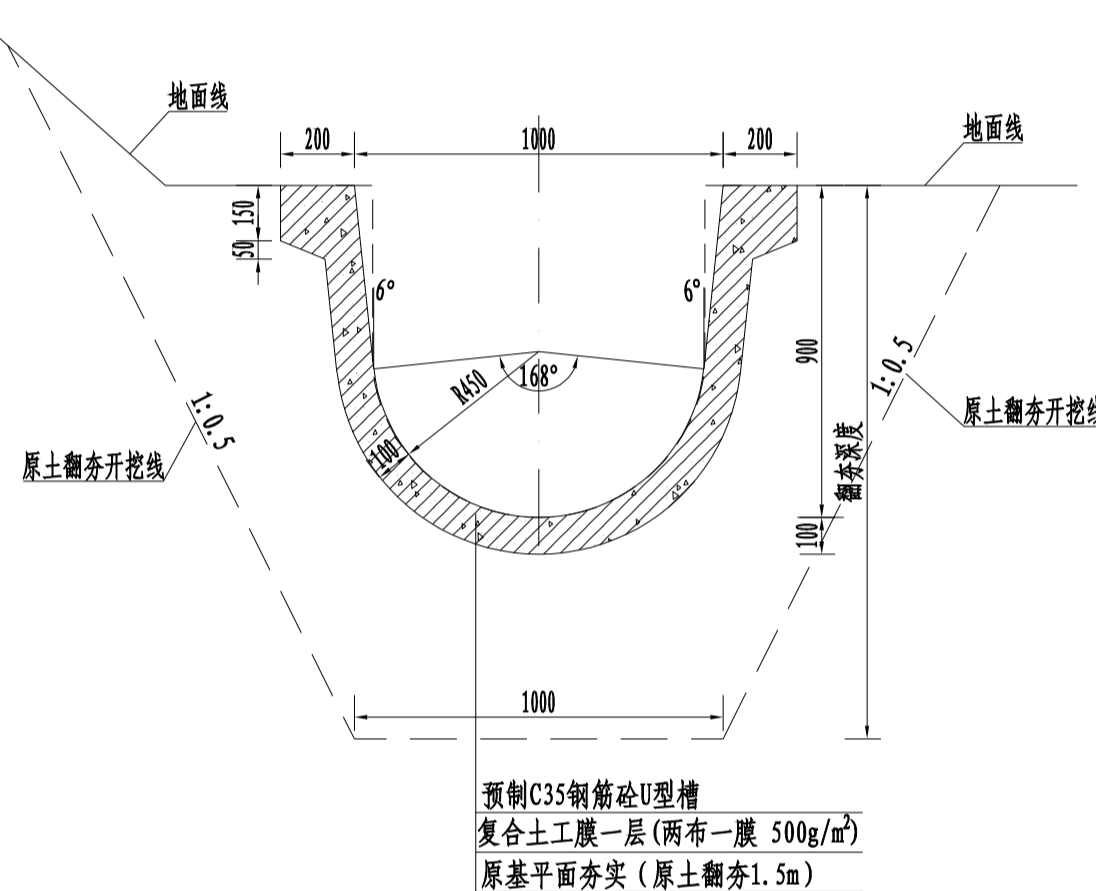 地面线
地面线
200
1000
200
150
50
6°
6°
900
168°
R450
1:0.5
1:0.5
原土翻夯开挖线
原土翻夯开挖线
100
翻夯深度
100
1000
预制C35钢筋砼U型槽
复合土工膜一层(两布一膜 500g/m²)
原基平面夯实(原土翻夯1.5m)